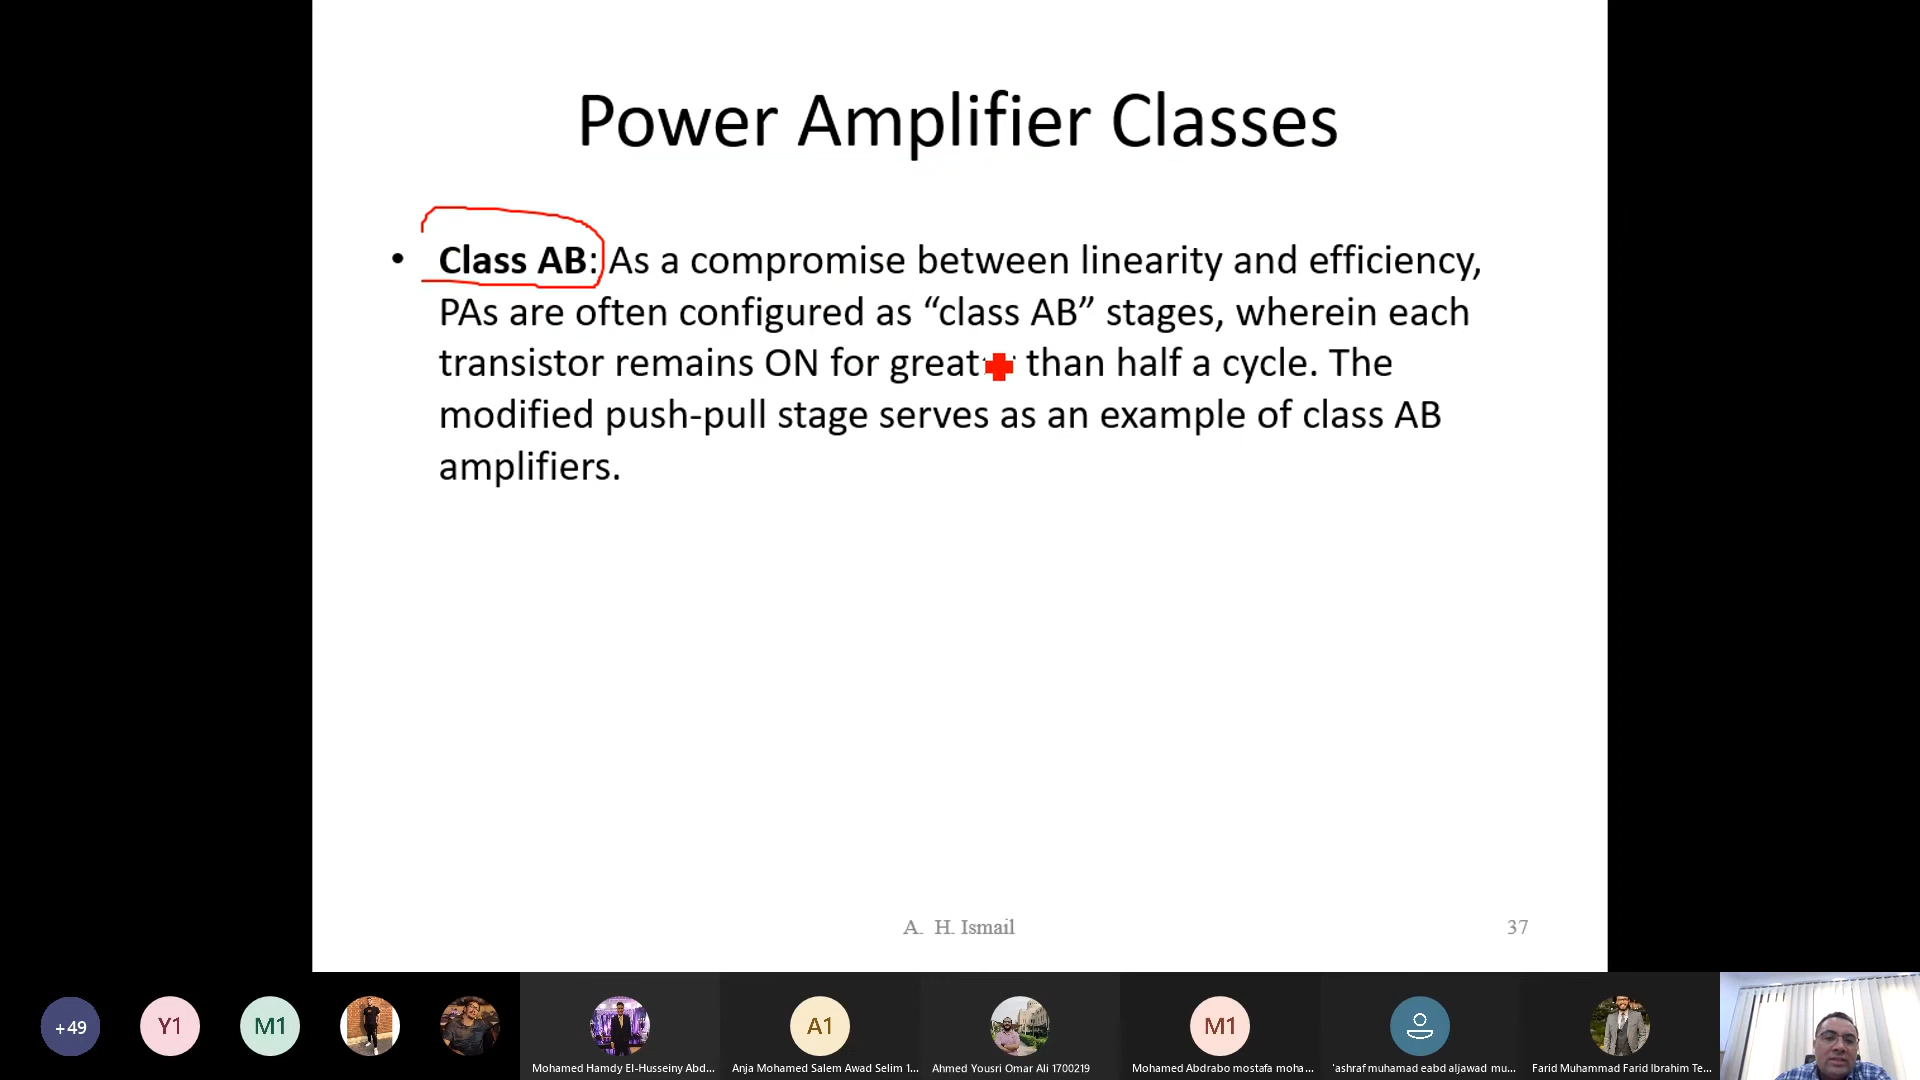 Power Amplifier Classes
• Class AB: As a compromise between linearity and efficiency,
PAs are often configured as “class AB” stages, wherein each
transistor remains ON for greater than half a cycle. The
modified push-pull stage serves as an example of class AB
amplifiers.
A. H. Ismail
37
+49
Y1
M1
A1
M1
Mohamed Hamdy El-Husseiny Abd...
Anja Mohamed Salem Awad Selim 1...
Ahmed Yousri Omar Ali 1700219
Mohamed Abdrabo mostafa moha...
'ashraf muhamad eabd aljawad mu...
Farid Muhammad Farid Ibrahim Te...